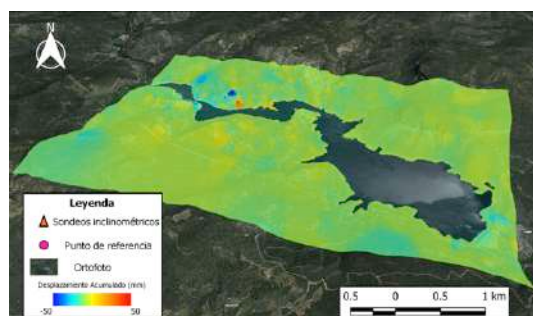 N
Leyenda
Sondeos inclinométricos
Punto de referencia
Ortofoto
Desplazamiento Acumulado (mm)
-50 50
0.5 0 0.5 1 km